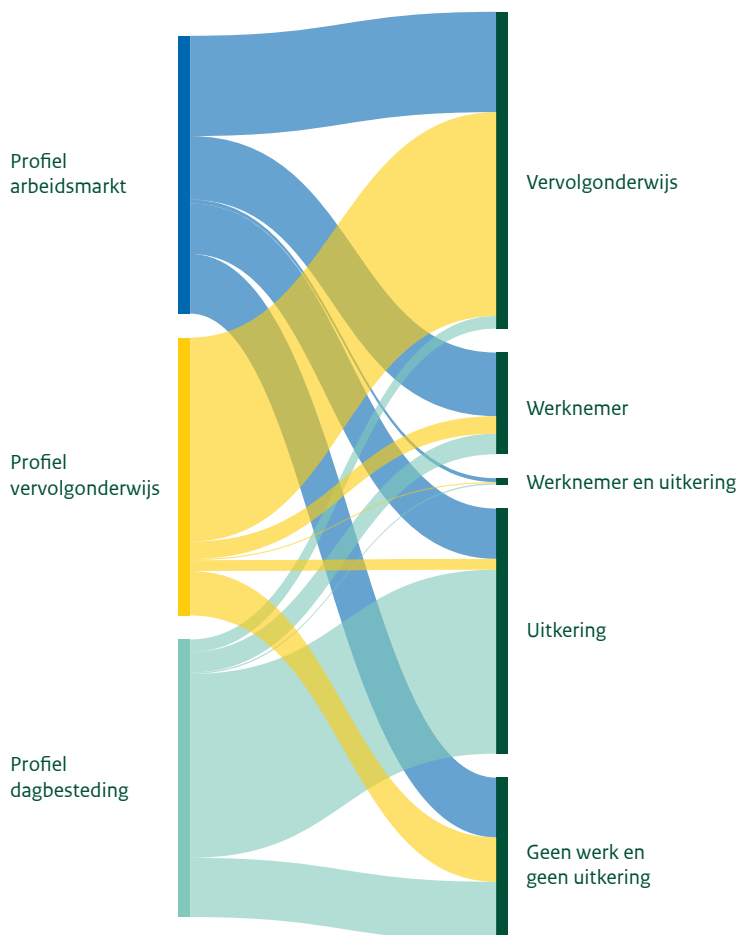 Profiel
arbeidsmarkt
Profiel
vervolgonderwijs
Profiel
dagbesteding
Vervolgonderwijs
Werknemer
Werknemer en uitkering
Uitkering
Geen werk en
geen uitkering